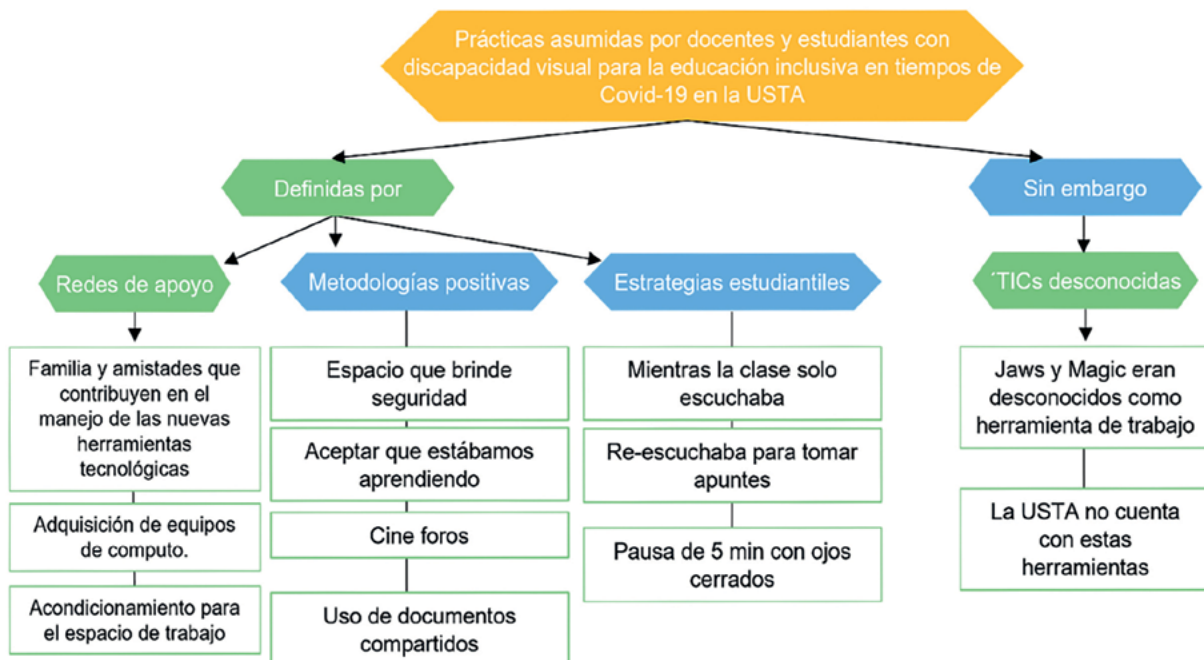 Prácticas asumidas por docentes y estudiantes con
discapacidad visual para la educación inclusiva en tiempos de
Covid-19 en la USTA
Definidas por
Sin embargo
Redes de apoyo
Metodologías positivas
Estrategias estudiantiles
´TICs desconocidas
Familia y amistades que
contribuyen en el
manejo de las nuevas
herramientas
tecnológicas
Adquisición de equipos
de computo.
Acondicionamiento para
el espacio de trabajo
Espacio que brinde
seguridad
Aceptar que estábamos
aprendiendo
Cine foros
Uso de documentos
compartidos
Mientras la clase solo
escuchaba
Re-escuchaba para tomar
apuntes
Pausa de 5 min con ojos
cerrados
Jaws y Magic eran
desconocidos como
herramienta de trabajo
La USTA no cuenta
con estas
herramientas